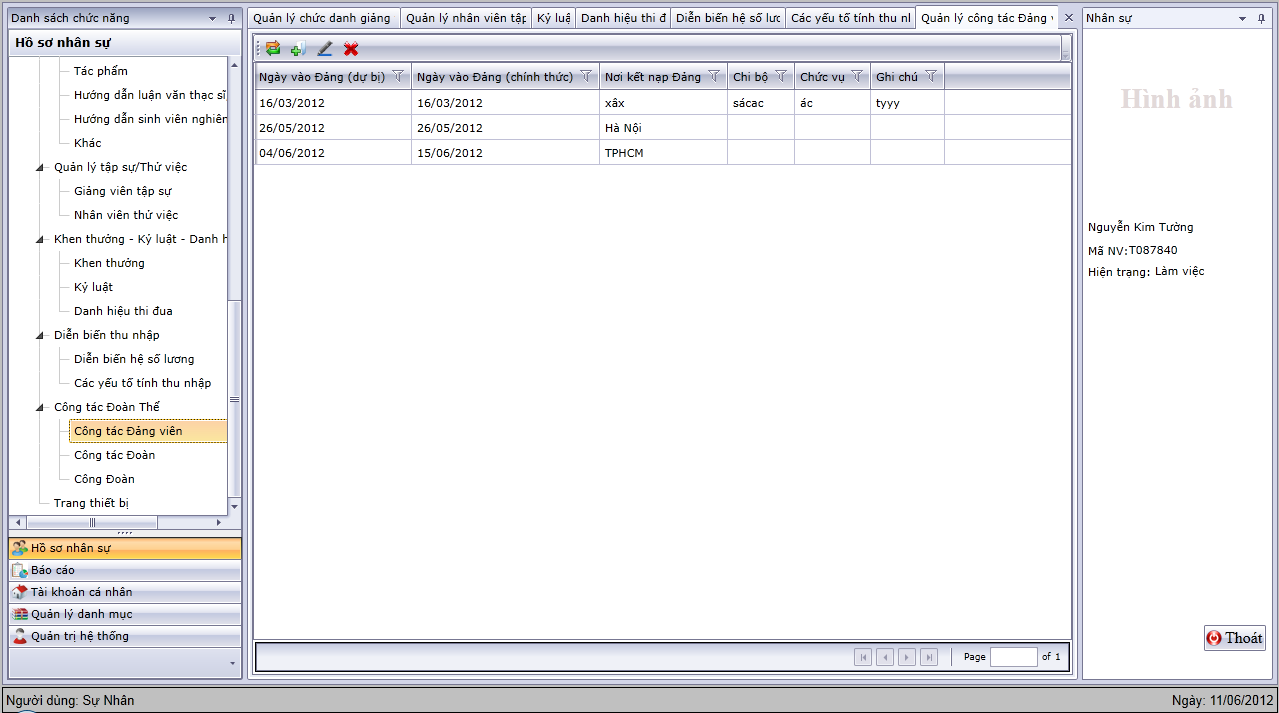 Danh sách chức năng
Hồ sơ nhân sự
Tác phẩm
Hướng dẫn luận văn thạc sĩ
Hướng dẫn sinh viên nghiên
Khác
Quản lý tập sự/Thử việc
Giảng viên tập sự
Nhân viên thử việc
Khen thưởng - Kỷ luật - Danh h
Khen thưởng
Kỷ luật
Danh hiệu thi đua
Diễn biến thu nhập
Diễn biến hệ số lương
Các yếu tố tính thu nhập
Công tác Đoàn Thể
Công tác Đảng viên
Công tác Đoàn
Công Đoàn
Trang thiết bị
Hồ sơ nhân sự
Báo cáo
Tài khoản cá nhân
Quản lý danh mục
Quản trị hệ thống
Quản lý chức danh giảng Quản lý nhân viên tập Kỷ luậ Danh hiệu thi đ Diễn biến hệ số lươ Các yếu tố tính thu nh Quản lý công tác Đảng
Ngày vào Đảng (dự bị) Ngày vào Đảng (chính thức) Nơi kết nạp Đảng Chi bộ Chức vụ Ghi chú
16/03/2012 16/03/2012 xâx sácac ác tyyy
26/05/2012 26/05/2012 Hà Nội
04/06/2012 15/06/2012 TPHCM
Page of 1
Nhân sự
Hình ảnh
Nguyễn Kim Tường
Mã NV:T087840
Hiện trạng: Làm việc
Thoát
Người dùng: Sự Nhân
Ngày: 11/06/2012